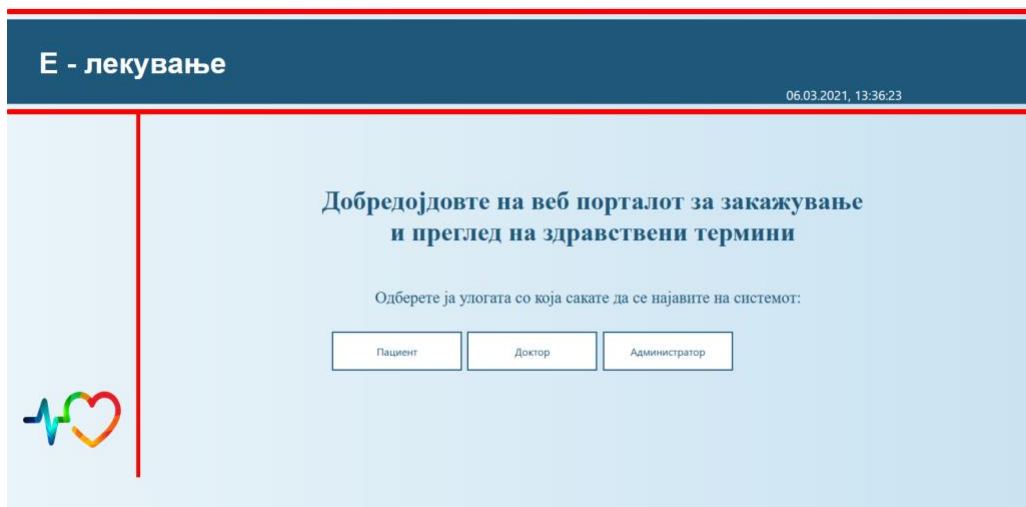 Е - лекување
06.03.2021, 13:36:23
Добредојдовте на веб порталот за закажување
и преглед на здравствени термини
Одберете ја улогата со која сакате да се најавите на системот:
Пациент
Доктор
Администратор